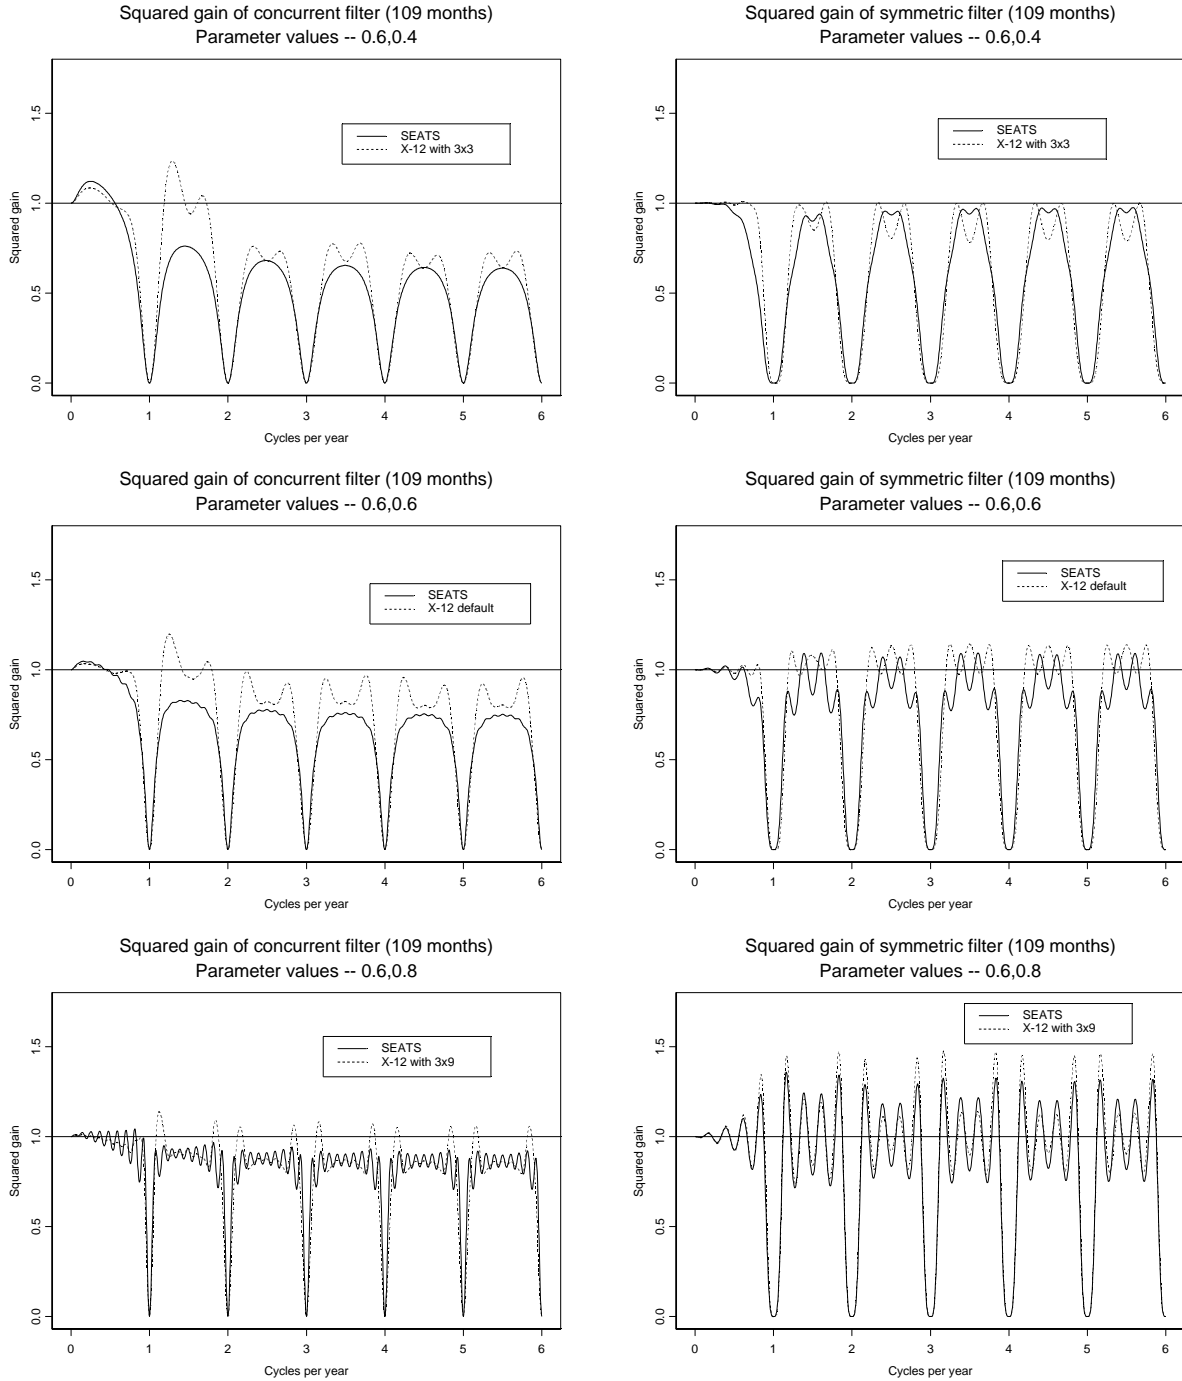 Squared gain of concurrent filter (109 months)
Parameter values -- 0.6,0.4
SEATS
X-12 with 3x3
Squared gain
0.0
0.5
1.0
1.5
0 1 2 3 4 5 6
Cycles per year
Squared gain of symmetric filter (109 months)
Parameter values -- 0.6,0.4
SEATS
X-12 with 3x3
Squared gain
0.0
0.5
1.0
1.5
0 1 2 3 4 5 6
Cycles per year
Squared gain of concurrent filter (109 months)
Parameter values -- 0.6,0.6
SEATS
X-12 default
Squared gain
0.0
0.5
1.0
1.5
0 1 2 3 4 5 6
Cycles per year
Squared gain of symmetric filter (109 months)
Parameter values -- 0.6,0.6
SEATS
X-12 default
Squared gain
0.0
0.5
1.0
1.5
0 1 2 3 4 5 6
Cycles per year
Squared gain of concurrent filter (109 months)
Parameter values -- 0.6,0.8
SEATS
X-12 with 3x9
Squared gain
0.0
0.5
1.0
1.5
0 1 2 3 4 5 6
Cycles per year
Squared gain of symmetric filter (109 months)
Parameter values -- 0.6,0.8
SEATS
X-12 with 3x9
Squared gain
0.0
0.5
1.0
1.5
0 1 2 3 4 5 6
Cycles per year